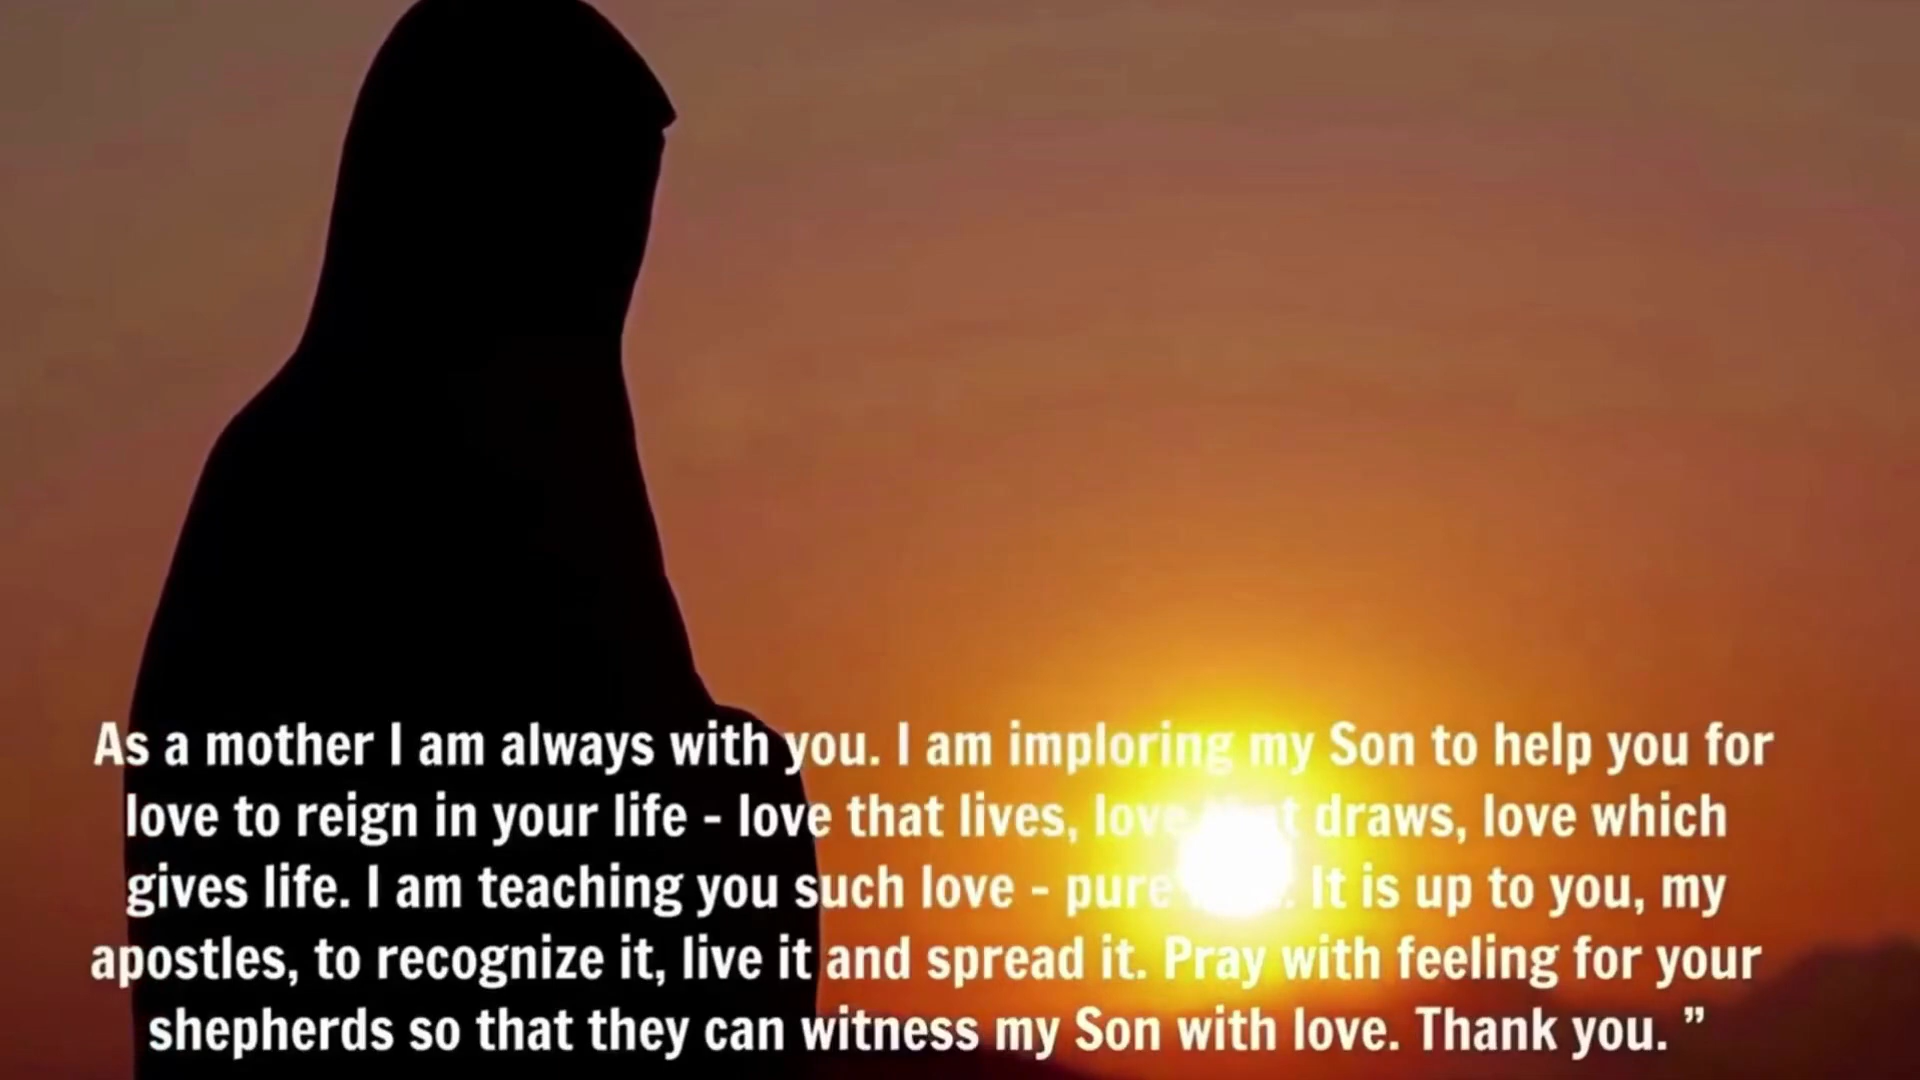 As a mother I am always with you. I am imploring my Son to help you for
love to reign in your life - love that lives, love that draws, love which
gives life. I am teaching you such love - pure It is up to you, my
apostles, to recognize it, live it and spread it. Pray with feeling for your
shepherds so that they can witness my Son with love. Thank you. ”